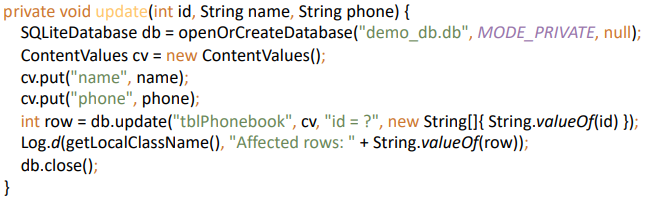 private void update(int id, String name, String phone) {
SQLiteDatabase db = openOrCreateDatabase("demo_db.db", MODE_PRIVATE, null);
ContentValues cv = new ContentValues();
cv.put("name", name);
cv.put("phone", phone);
int row = db.update("tblPhonebook", cv, "id = ?", new String[]{ String.valueOf(id) });
Log.d(getLocalClassName(), "Affected rows: " + String.valueOf(row));
db.close();
}